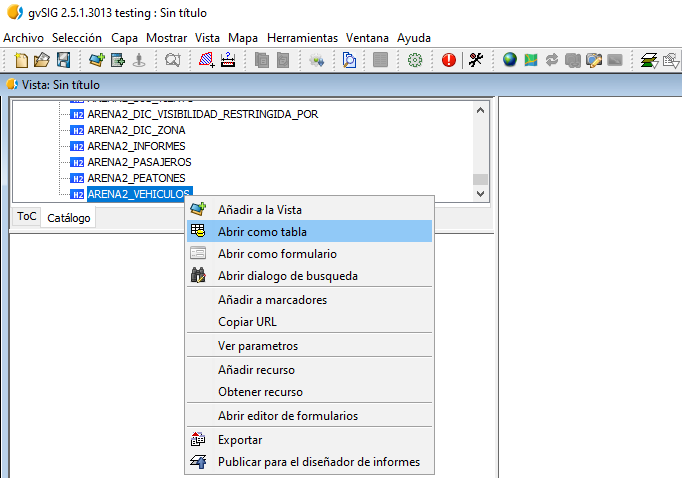 gvSIG 2.5.1.3013 testing : Sin título
Archivo Selección Capa Mostrar Vista Mapa Herramientas Ventana Ayuda
Vista: Sin título
H2 ARENA2_DIC_VISIBILIDAD_RESTRINGIDA_POR
H2 ARENA2_DIC_ZONA
H2 ARENA2_INFORMES
H2 ARENA2_PASAJEROS
H2 ARENA2_PEATONES
H2 ARENA2_VEHICULOS
ToC Catálogo
Añadir a la Vista
Abrir como tabla
Abrir como formulario
Abrir dialogo de busqueda
Añadir a marcadores
Copiar URL
Ver parametros
Añadir recurso
Obtener recurso
Abrir editor de formularios
Exportar
Publicar para el diseñador de informes